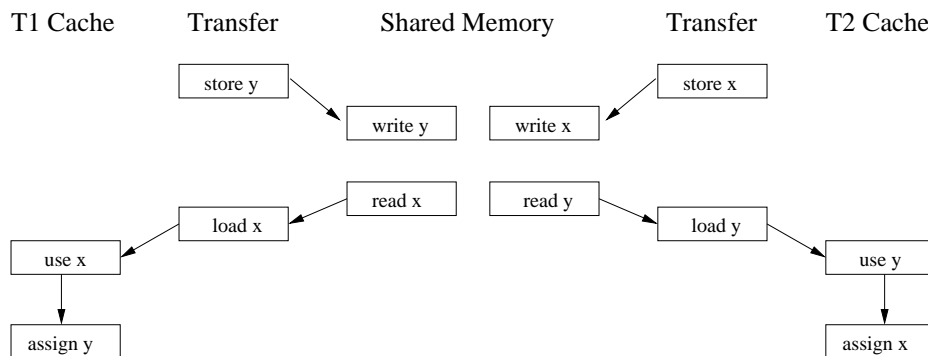 T1 Cache Transfer Shared Memory Transfer T2 Cache
store y store x
write y write x
read x read y
load x load y
use x use y
assign y assign x